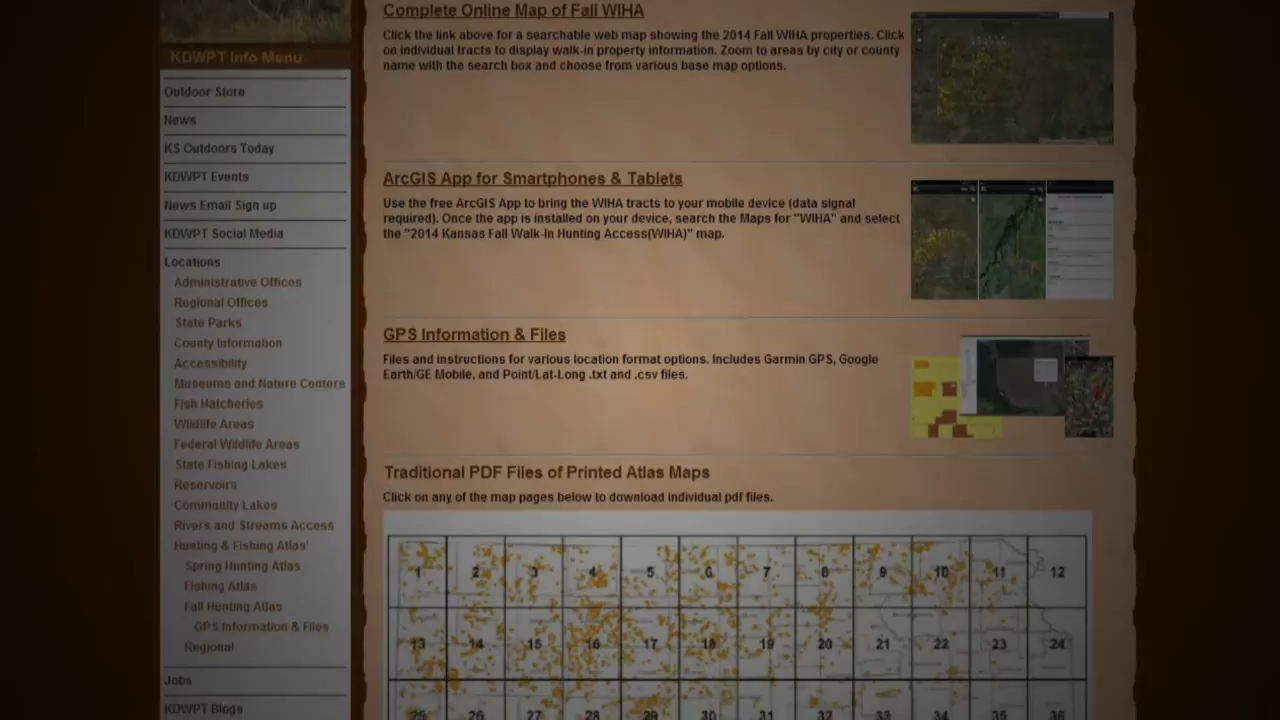 KDWPT Info Menu
Outdoor Store
News
KS Outdoors Today
KDWPT Events
News Email Sign up
KDWPT Social Media
Locations
Administrative Offices
Regional Offices
State Parks
County Information
Accessibility
Museums and Nature Centers
Fish Hatcheries
Wildlife Areas
Federal Wildlife Areas
State Fishing Lakes
Reservoirs
Community Lakes
Rivers and Streams Access
Hunting & Fishing Atlas'
Spring Hunting Atlas
Fishing Atlas
Fall Hunting Atlas
GPS Information & Files
Regional
Jobs
KDWPT Blogs
Complete Online Map of Fall WIHA
Click the link above for a searchable web map showing the 2014 Fall WIHA properties. Click
on individual tracts to display walk-in property information. Zoom to areas by city or county
name with the search box and choose from various base map options.
ArcGIS App for Smartphones & Tablets
Use the free ArcGIS App to bring the WIHA tracts to your mobile device (data signal
required). Once the app is installed on your device, search the Maps for "WIHA" and select
the "2014 Kansas Fall Walk-In Hunting Access(WIHA)" map.
GPS Information & Files
Files and instructions for various location format options. Includes Garmin GPS, Google
Earth/GE Mobile, and Point/Lat-Long .txt and .csv files.
Traditional PDF Files of Printed Atlas Maps
Click on any of the map pages below to download individual pdf files.
1 2 3 4 5 6 7 8 9 10 11 12
13 14 15 16 17 18 19 20 21 22 23 24
25 26 27 28 29 30 31 32 33 34 35 36